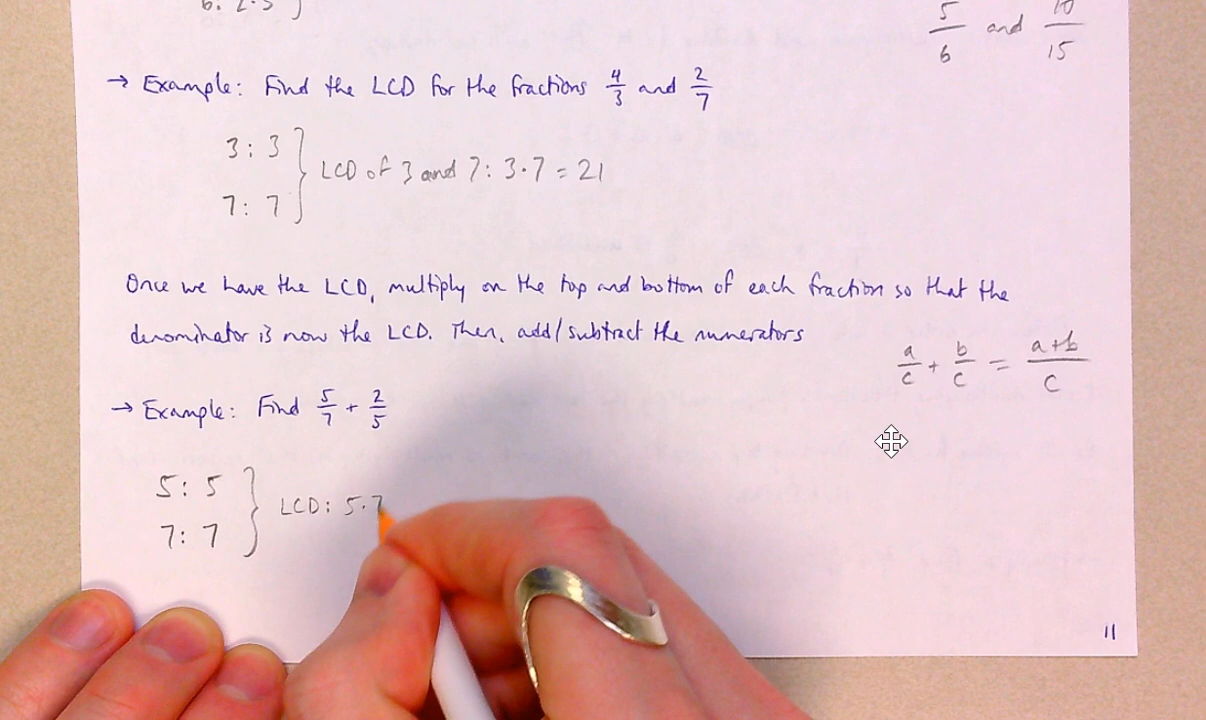 6: 2·3 }
5/6 and 10/15
→ Example: Find the LCD for the fractions 4/3 and 2/7
3: 3
7: 7
} LCD of 3 and 7: 3·7 = 21
Once we have the LCD, multiply on the top and bottom of each fraction so that the
denominator is now the LCD. Then, add/subtract the numerators
a/c + b/c = a+b/c
→ Example: Find 5/7 + 2/5
5: 5
7: 7
} LCD: 5·7
11